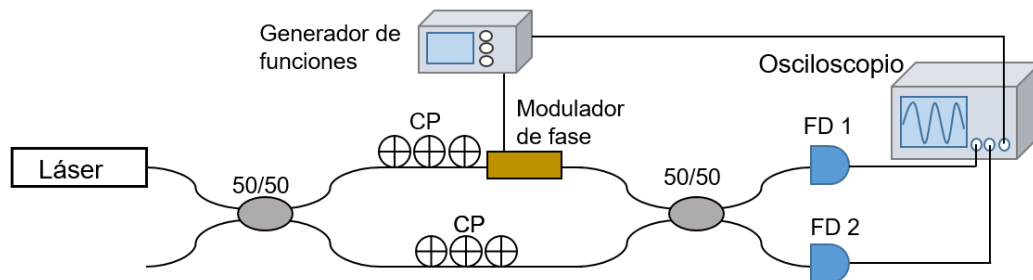 Generador de
funciones
Osciloscopio
Modulador
de fase
CP
FD 1
Láser
50/50
50/50
CP
FD 2